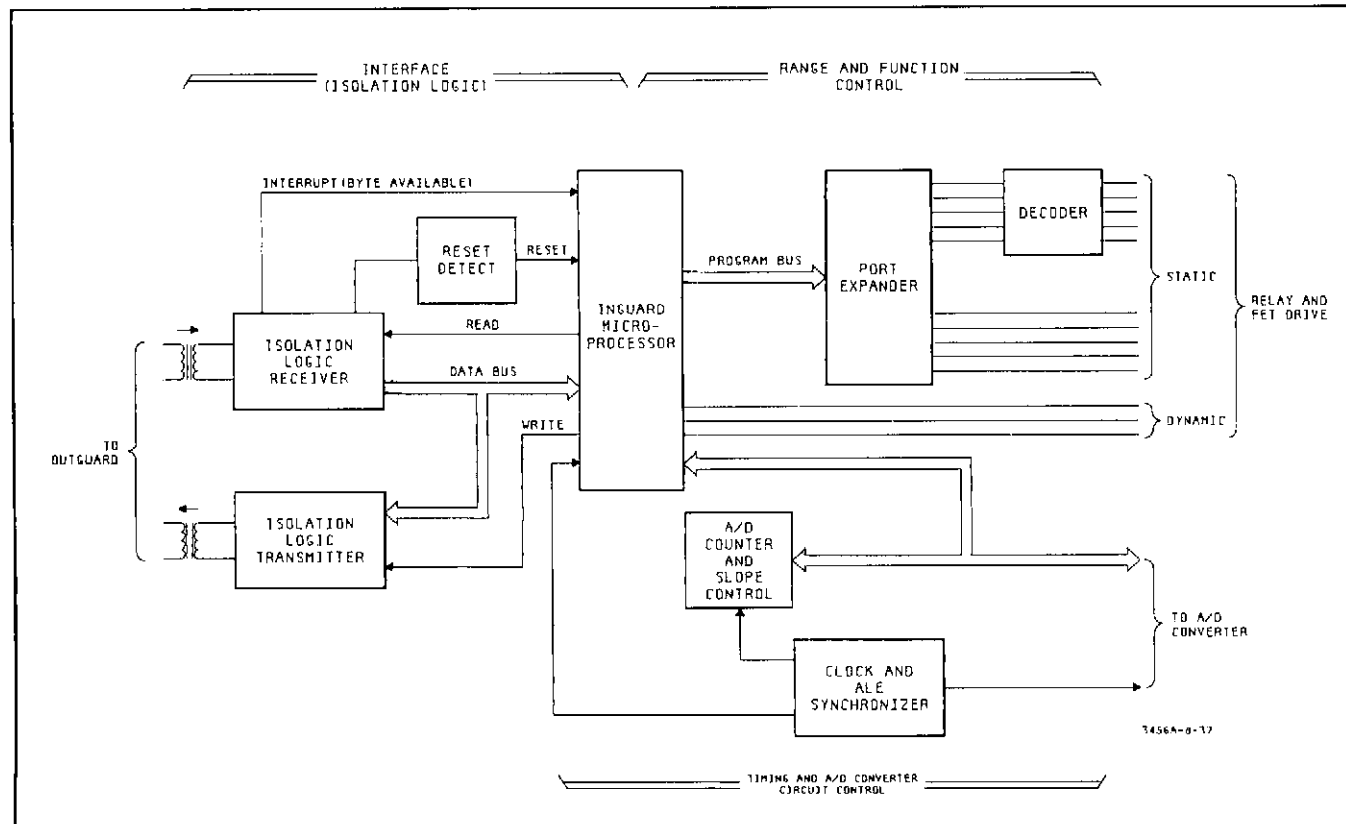 INTERFACE
(ISOLATION LOGIC)
RANGE AND FUNCTION
CONTROL
INTERRUPT(BYTE AVAILABLE)
RESET
DETECT
RESET
READ
ISOLATION
LOGIC
RECEIVER
DATA BUS
WRITE
TO
OUTGUARD
ISOLATION
LOGIC
TRANSMITTER
INGUARD
MICRO-
PROCESSOR
PROGRAM BUS
PORT
EXPANDER
DECODER
STATIC
RELAY AND
FET DRIVE
DYNAMIC
A/D
COUNTER
AND
SLOPE
CONTROL
TO A/D
CONVERTER
CLOCK AND
ALE
SYNCHRONIZER
3456A-8-37
TIMING AND A/D CONVERTER
CIRCUIT CONTROL